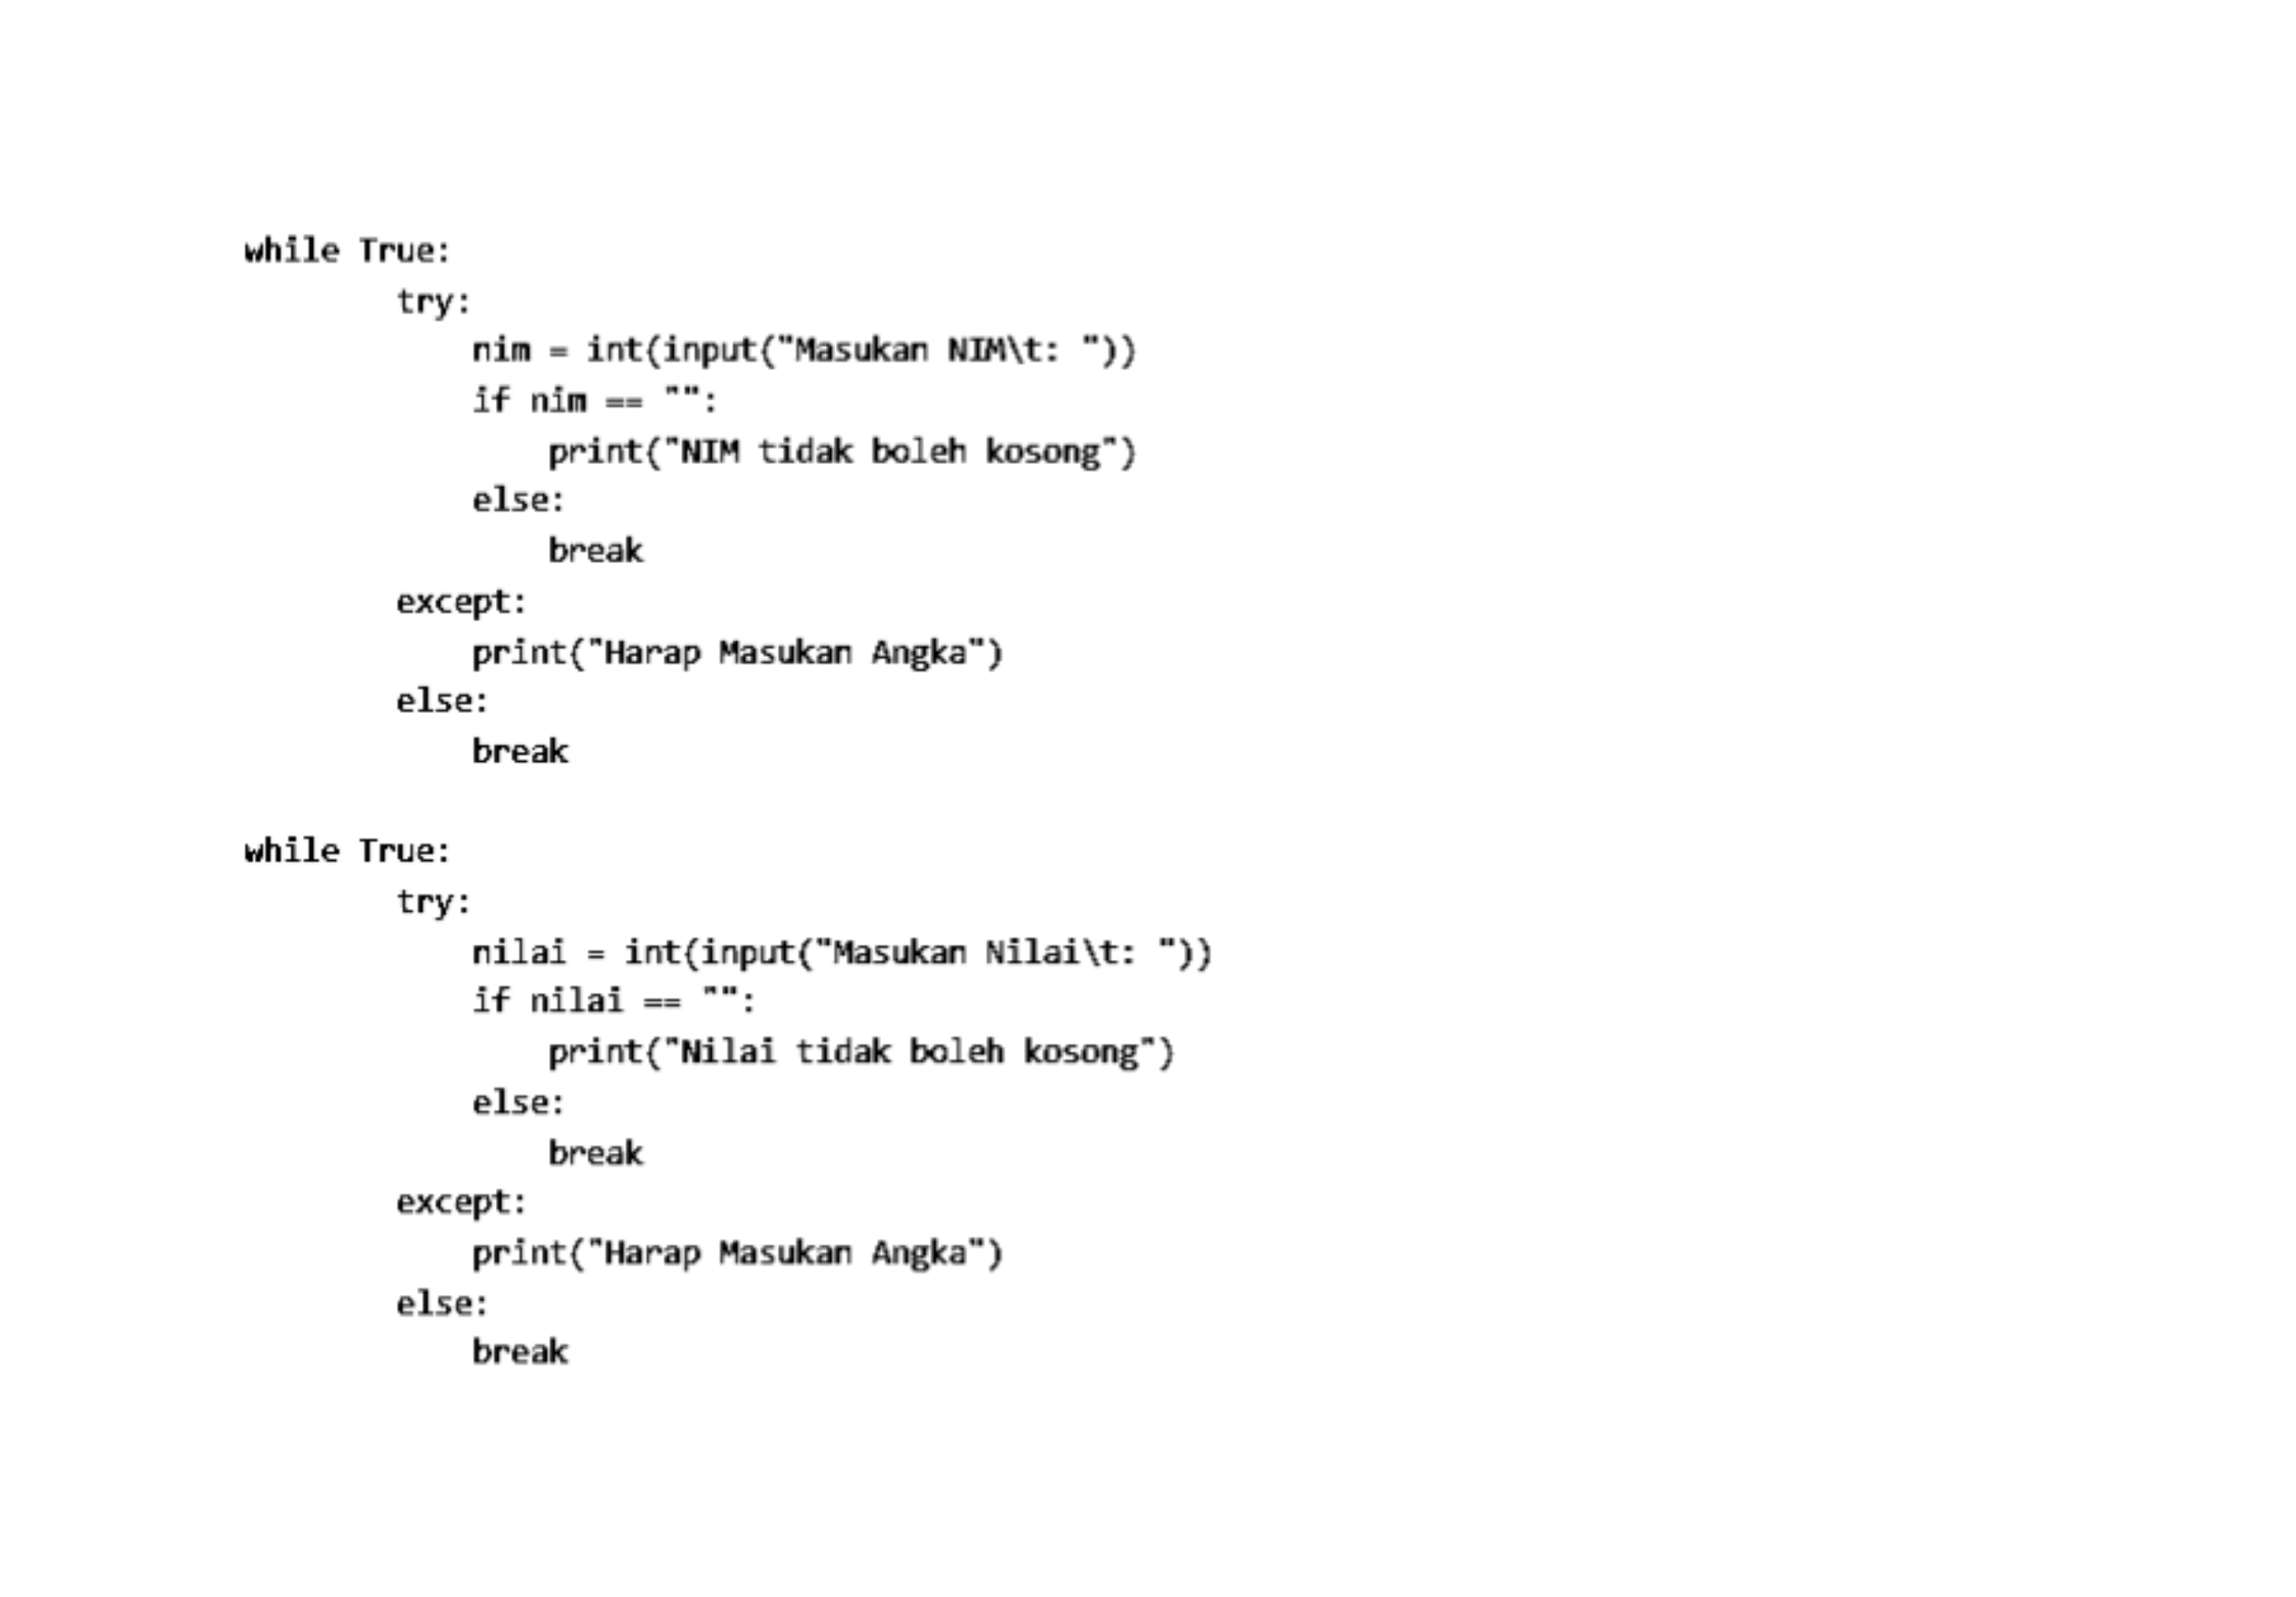 while True:
        try:
            nim = int(input("Masukan NIM\t: "))
            if nim == "":
                print("NIM tidak boleh kosong")
            else:
                break
        except:
            print("Harap Masukan Angka")
        else:
            break

while True:
        try:
            nilai = int(input("Masukan Nilai\t: "))
            if nilai == "":
                print("Nilai tidak boleh kosong")
            else:
                break
        except:
            print("Harap Masukan Angka")
        else:
            break